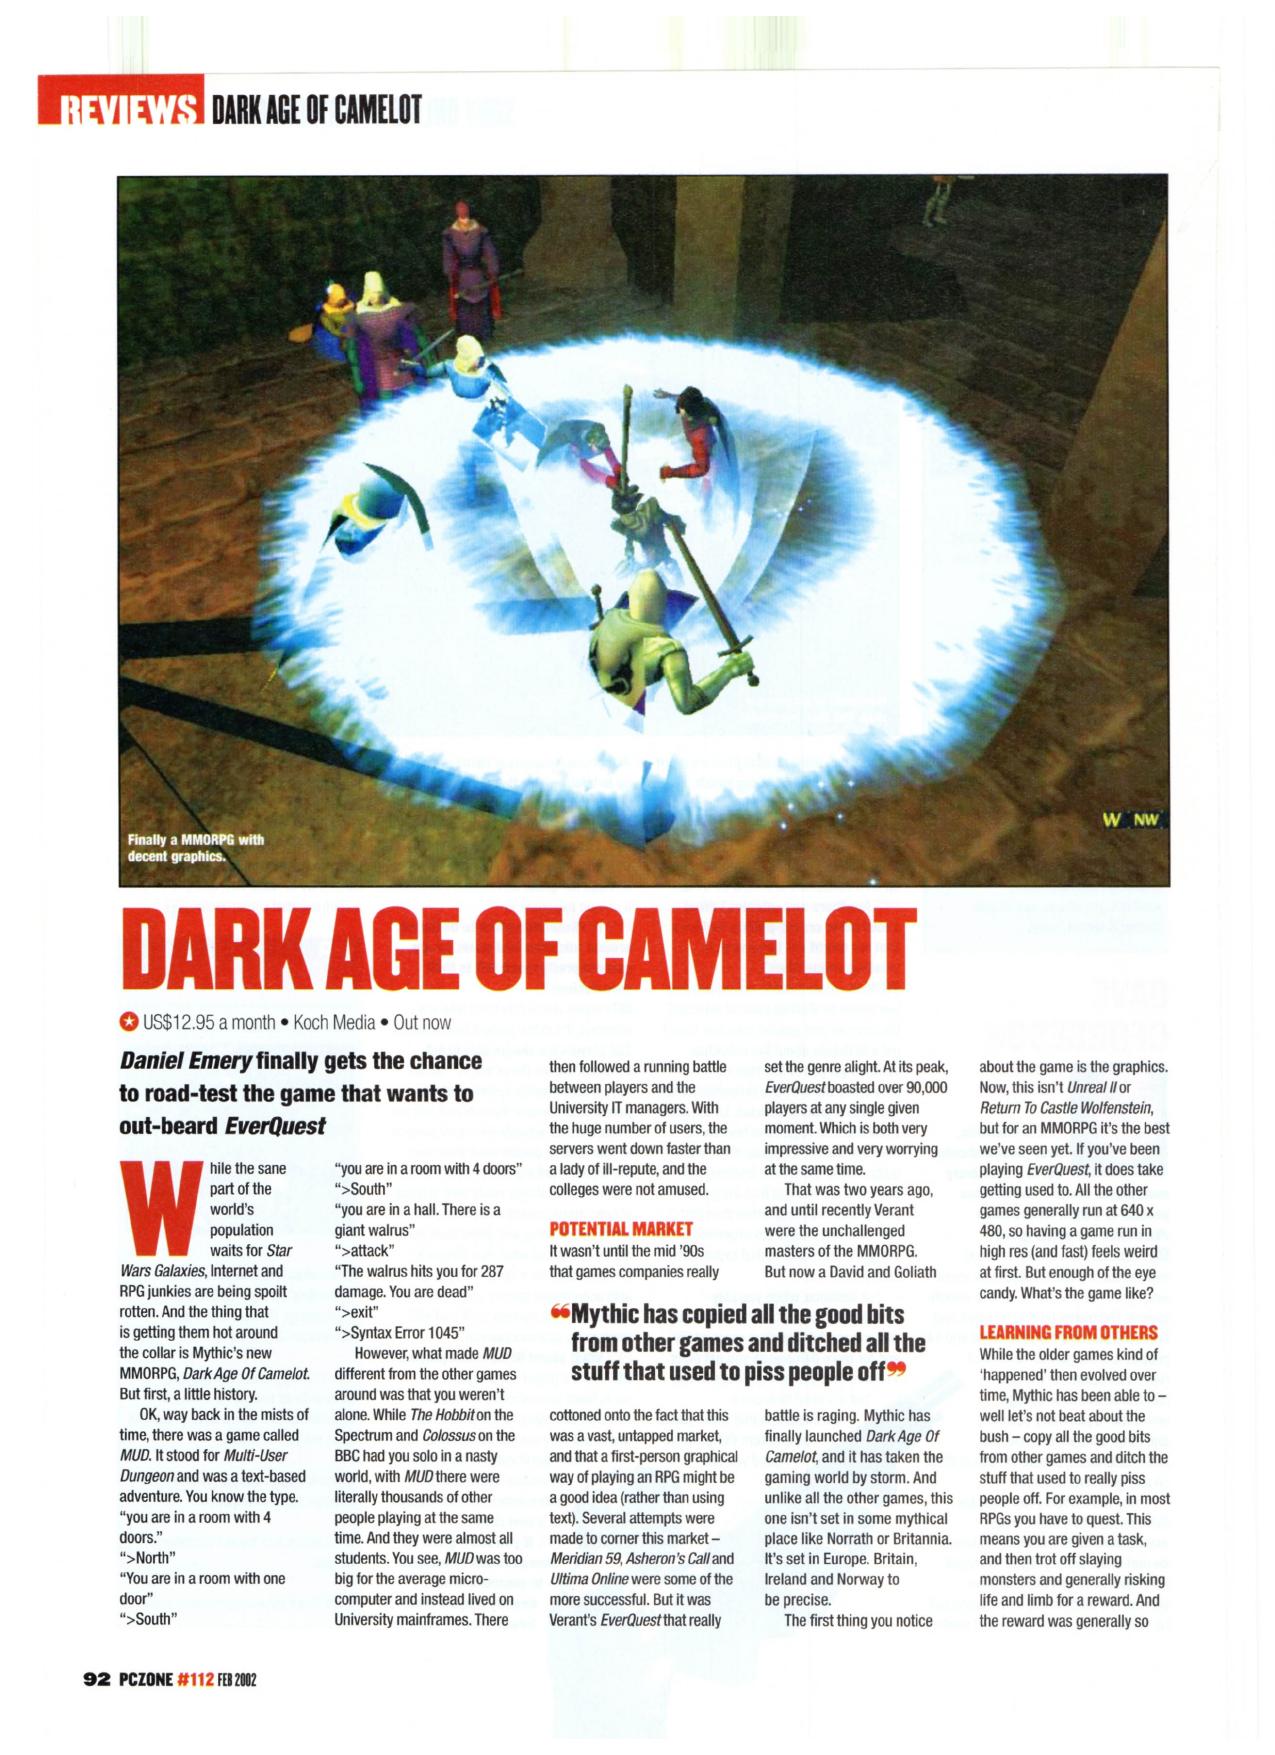 REVIEWS DARK AGE OF CAMELOT
W NW
Finally a MMORPG with
decent graphics.
DARK AGE OF CAMELOT
US$12.95 a month • Koch Media • Out now
Daniel Emery finally gets the chance
to road-test the game that wants to
out-beard EverQuest
While the sane
part of the
world's
population
waits for Star
Wars Galaxies, Internet and
RPG junkies are being spoilt
rotten. And the thing that
is getting them hot around
the collar is Mythic's new
MMORPG, Dark Age Of Camelot.
But first, a little history.
OK, way back in the mists of
time, there was a game called
MUD. It stood for Multi-User
Dungeon and was a text-based
adventure. You know the type.
"you are in a room with 4
doors."
">North"
"You are in a room with one
door"
">South"
"you are in a room with 4 doors"
">South"
"you are in a hall. There is a
giant walrus"
">attack"
"The walrus hits you for 287
damage. You are dead"
">exit"
">Syntax Error 1045"
However, what made MUD
different from the other games
around was that you weren't
alone. While The Hobbit on the
Spectrum and Colossus on the
BBC had you solo in a nasty
world, with MUD there were
literally thousands of other
people playing at the same
time. And they were almost all
students. You see, MUD was too
big for the average micro-
computer and instead lived on
University mainframes. There
then followed a running battle
between players and the
University IT managers. With
the huge number of users, the
servers went down faster than
a lady of ill-repute, and the
colleges were not amused.
POTENTIAL MARKET
It wasn't until the mid '90s
that games companies really
cottoned onto the fact that this
was a vast, untapped market,
and that a first-person graphical
way of playing an RPG might be
a good idea (rather than using
text). Several attempts were
made to corner this market –
Meridian 59, Asheron's Call and
Ultima Online were some of the
more successful. But it was
Verant's EverQuest that really
set the genre alight. At its peak,
EverQuest boasted over 90,000
players at any single given
moment. Which is both very
impressive and very worrying
at the same time.
That was two years ago,
and until recently Verant
were the unchallenged
masters of the MMORPG.
But now a David and Goliath
battle is raging. Mythic has
finally launched Dark Age Of
Camelot, and it has taken the
gaming world by storm. And
unlike all the other games, this
one isn't set in some mythical
place like Norrath or Britannia.
It's set in Europe. Britain,
Ireland and Norway to
be precise.
The first thing you notice
about the game is the graphics.
Now, this isn't Unreal II or
Return To Castle Wolfenstein,
but for an MMORPG it's the best
we've seen yet. If you've been
playing EverQuest, it does take
getting used to. All the other
games generally run at 640 x
480, so having a game run in
high res (and fast) feels weird
at first. But enough of the eye
candy. What's the game like?
LEARNING FROM OTHERS
While the older games kind of
'happened' then evolved over
time, Mythic has been able to –
well let's not beat about the
bush – copy all the good bits
from other games and ditch the
stuff that used to really piss
people off. For example, in most
RPGs you have to quest. This
means you are given a task,
and then trot off slaying
monsters and generally risking
life and limb for a reward. And
the reward was generally so
“Mythic has copied all the good bits
from other games and ditched all the
stuff that used to piss people off”
92 PCZONE #112 FEB 2002